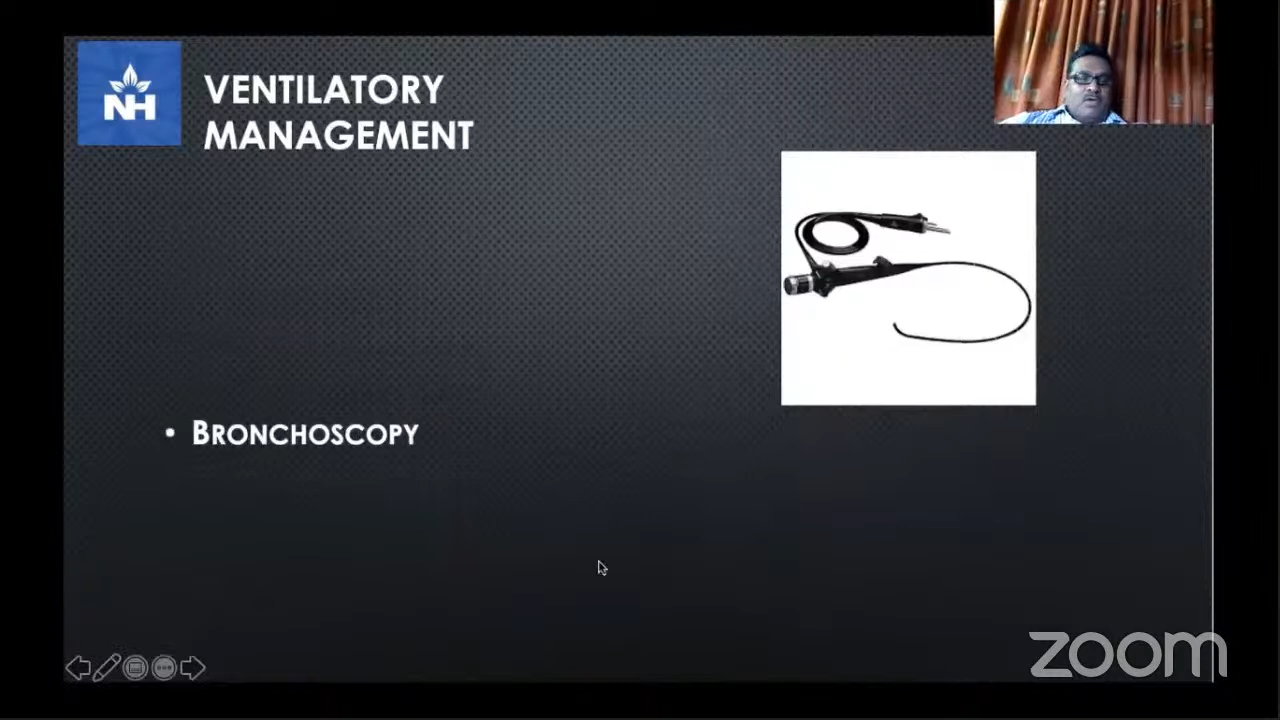 NH
VENTILATORY
MANAGEMENT
• BRONCHOSCOPY
zoom